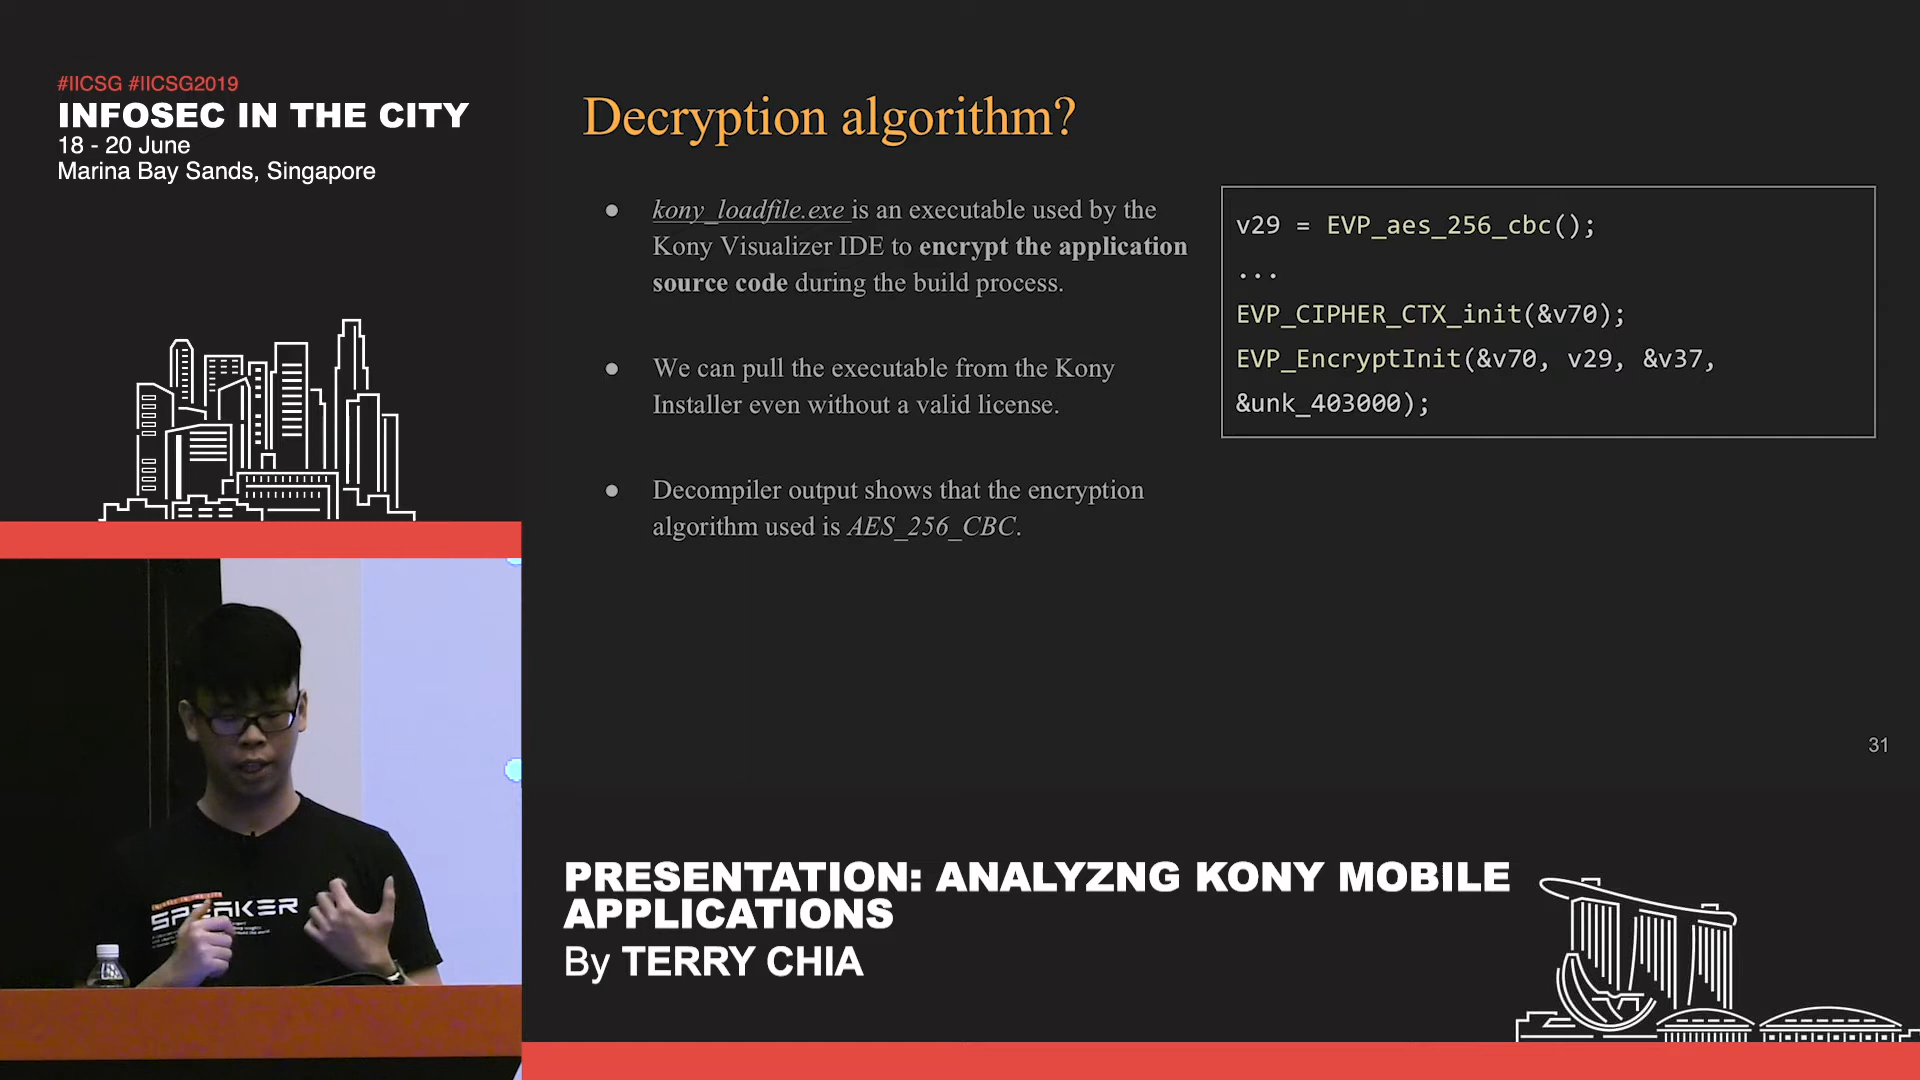 #IICSG #IICSG2019
INFOSEC IN THE CITY
18 - 20 June
Marina Bay Sands, Singapore
Decryption algorithm?
● kony_loadfile.exe is an executable used by the
Kony Visualizer IDE to encrypt the application
source code during the build process.
● We can pull the executable from the Kony
Installer even without a valid license.
● Decompiler output shows that the encryption
algorithm used is AES_256_CBC.
v29 = EVP_aes_256_cbc();
...
EVP_CIPHER_CTX_init(&v70);
EVP_EncryptInit(&v70, v29, &v37,
&unk_403000);
31
SPEAKER
PRESENTATION: ANALYZNG KONY MOBILE
APPLICATIONS
By TERRY CHIA